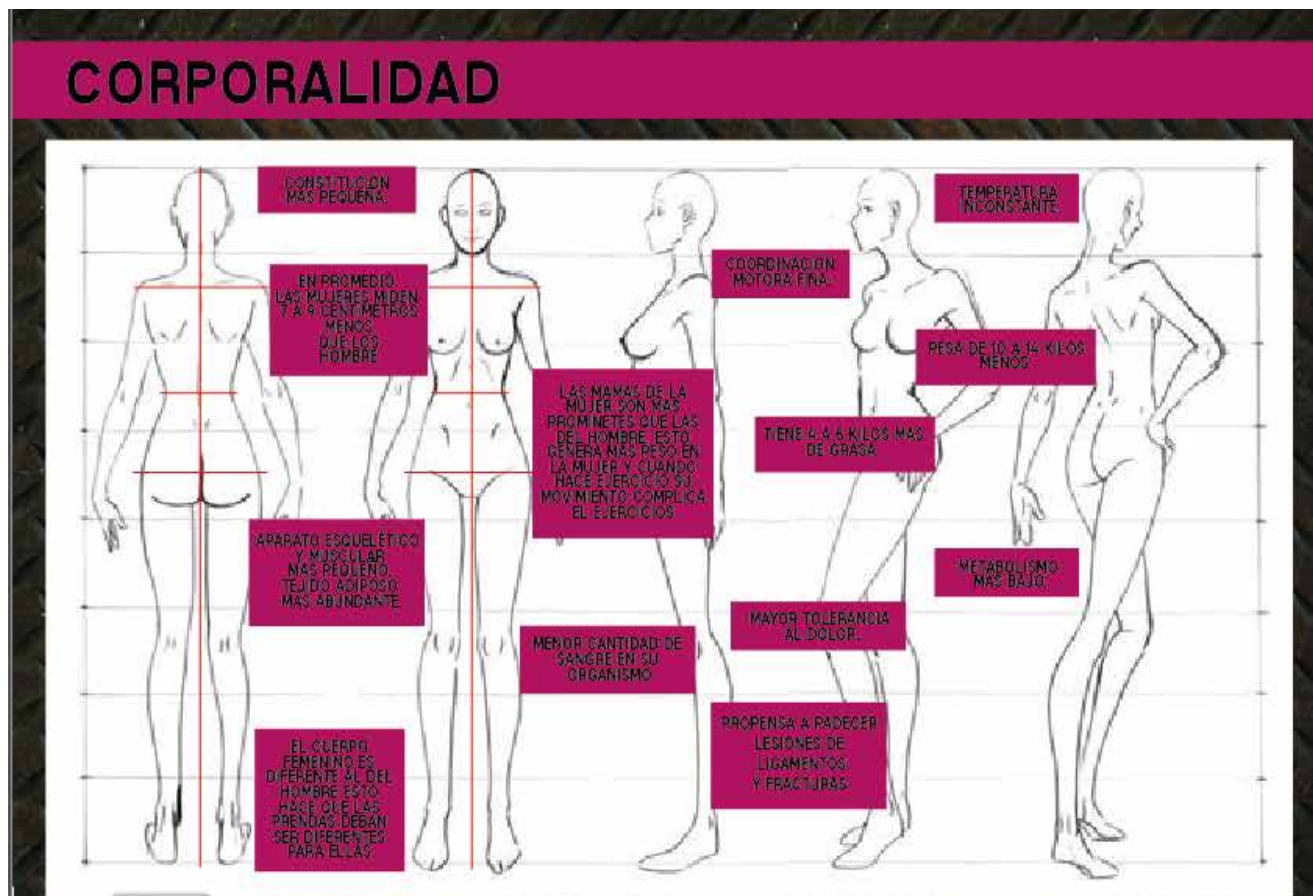 CORPORALIDAD
CONSTITUCION
MAS PEQUEÑA.
EN PROMEDIO
LAS MUJERES MIDEN
7 A 9 CENTIMETROS
MENOS
QUE LOS
HOMBRE
APARATO ESQUELÉTICO
Y MUSCULAR
MAS PEQUEÑO.
TEJIDO ADIPOSO
MAS ABUNDANTE.
EL CUERPO
FEMENINO ES
DIFERENTE AL DEL
HOMBRE ESTO
HACE QUE LAS
PRENDAS DEBAN
SER DIFERENTES
PARA ELLAS
LAS MAMAS DE LA
MUJER SON MAS
PROMINETES QUE LAS
DEL HOMBRE. ESTO
GENERA MAS PESO EN
LA MUJER Y CUANDO
HACE EJERCICIO SU
MOVIMIENTO COMPLICA
EL EJERCICIOS
MENOR CANTIDAD DE
SANGRE EN SU
ORGANISMO
COORDINACION
MOTORA FINA.
TIENE 4 A 6 KILOS MAS
DE GRASA
MAYOR TOLERANCIA
AL DOLOR.
PROPENSA A PADECER
LESIONES DE
LIGAMENTOS
Y FRACTURAS
TEMPERATURA
INCONSTANTE.
PESA DE 10 A 14 KILOS
MENOS
METABOLISMO
MAS BAJO.